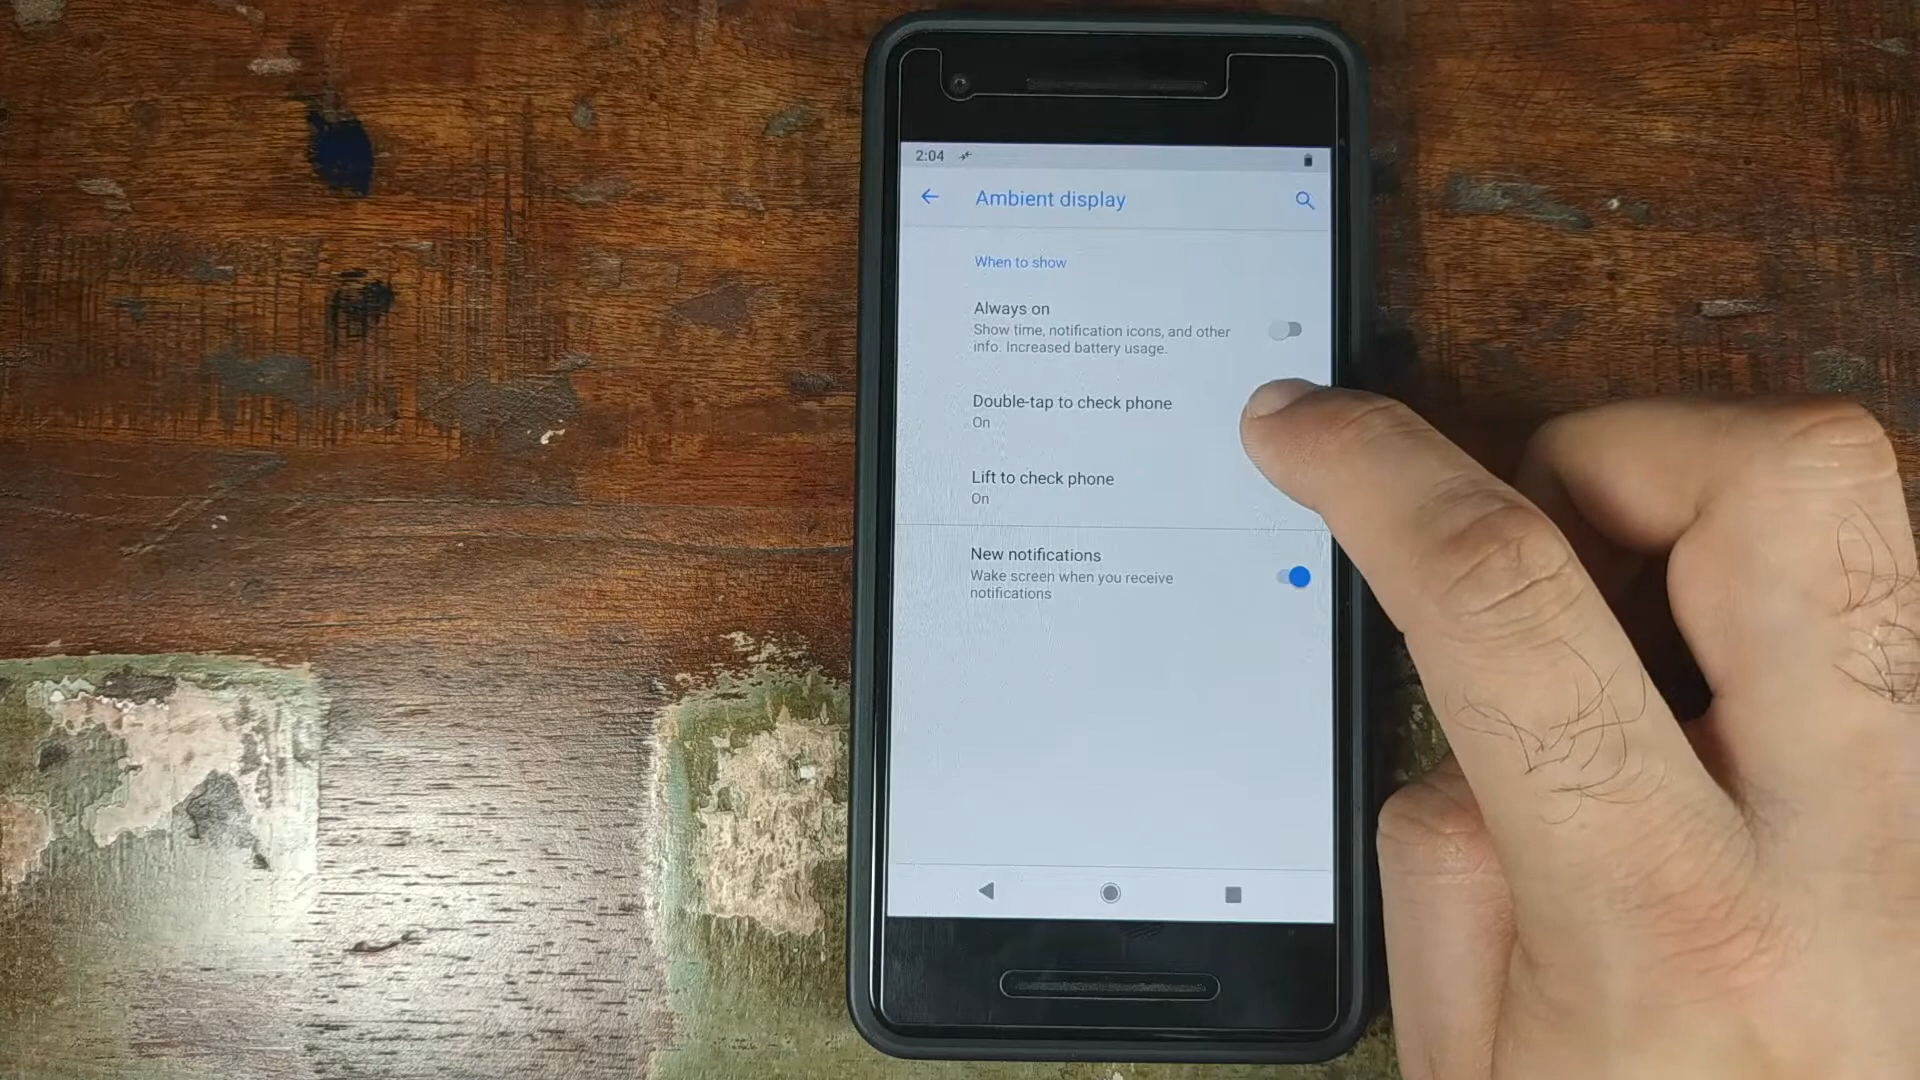 2:04
Ambient display
When to show
Always on
Show time, notification icons, and other
info. Increased battery usage.
Double-tap to check phone
On
Lift to check phone
On
New notifications
Wake screen when you receive
notifications